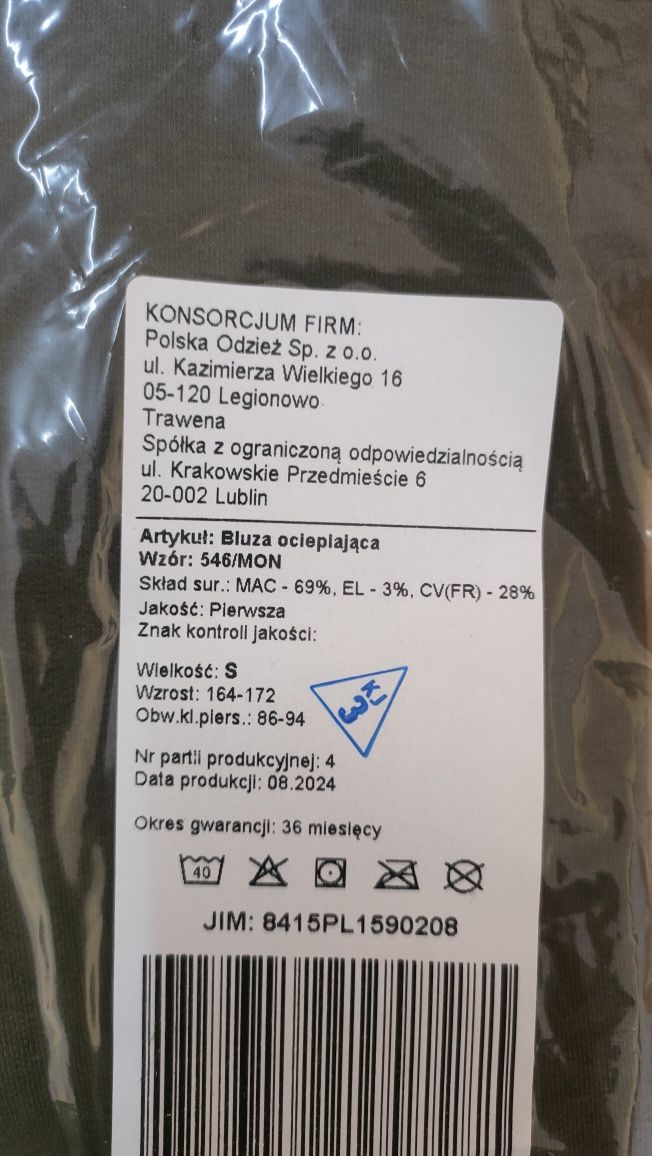 KONSORCJUM FIRM:
Polska Odzież Sp. z o.o.
ul. Kazimierza Wielkiego 16
05-120 Legionowo
Trawena
Spółka z ograniczoną odpowiedzialnością
ul. Krakowskie Przedmieście 6
20-002 Lublin
Artykuł: Bluza ocieplająca
Wzór: 546/MON
Skład sur.: MAC - 69%, EL - 3%, CV(FR) - 28%
Jakość: Pierwsza
Znak kontroli jakości:
Wielkość: S
Wzrost: 164-172
Obw.kl.piers.: 86-94
KJ
3
Nr partii produkcyjnej: 4
Data produkcji: 08.2024
Okres gwarancji: 36 miesięcy
40
JIM: 8415PL1590208